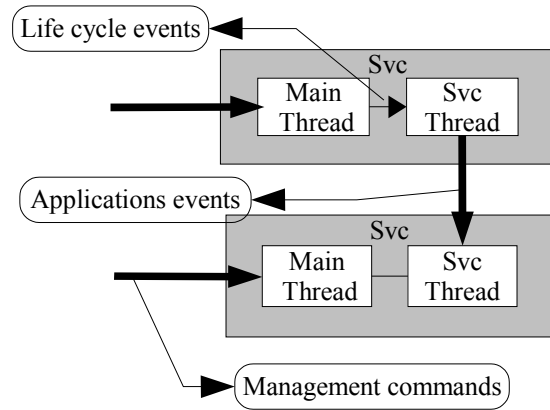 Life cycle events
Svc
Main
Thread
Svc
Thread
Applications events
Svc
Main
Thread
Svc
Thread
Management commands